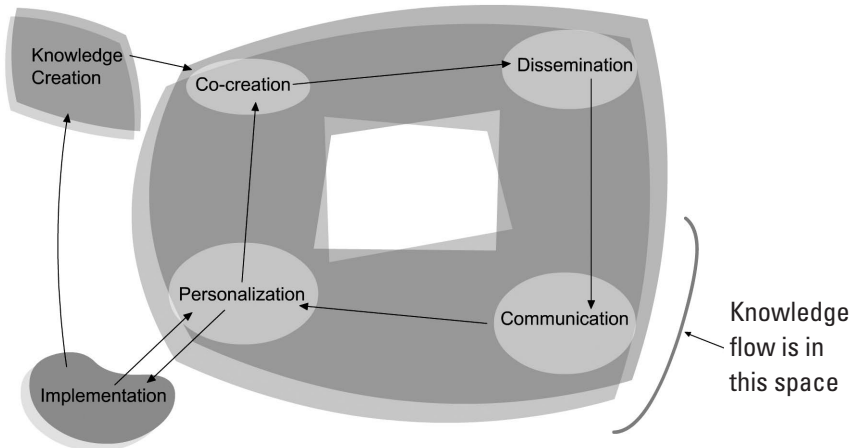 Knowledge
Creation
Co-creation
Dissemination
Personalization
Communication
Implementation
Knowledge
flow is in
this space